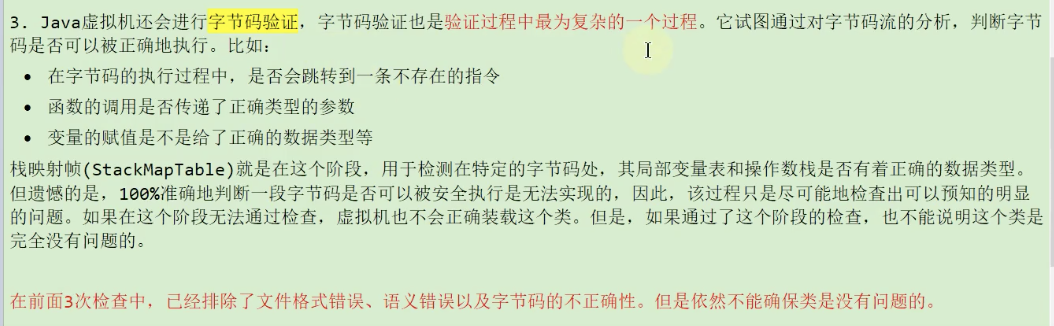 3. Java虚拟机还会进行字节码验证，字节码验证也是验证过程中最为复杂的一个过程。它试图通过对字节码流的分析，判断字节
码是否可以被正确地执行。比如：
• 在字节码的执行过程中，是否会跳转到一条不存在的指令
• 函数的调用是否传递了正确类型的参数
• 变量的赋值是不是给了正确的数据类型等
栈映射帧(StackMapTable)就是在这个阶段，用于检测在特定的字节码处，其局部变量表和操作数栈是否有着正确的数据类型。
但遗憾的是，100%准确地判断一段字节码是否可以被安全执行是无法实现的，因此，该过程只是尽可能地检查出可以预知的明显
的问题。如果在这个阶段无法通过检查，虚拟机也不会正确装载这个类。但是，如果通过了这个阶段的检查，也不能说明这个类是
完全没有问题的。
在前面3次检查中，已经排除了文件格式错误、语义错误以及字节码的不正确性。但是依然不能确保类是没有问题的。